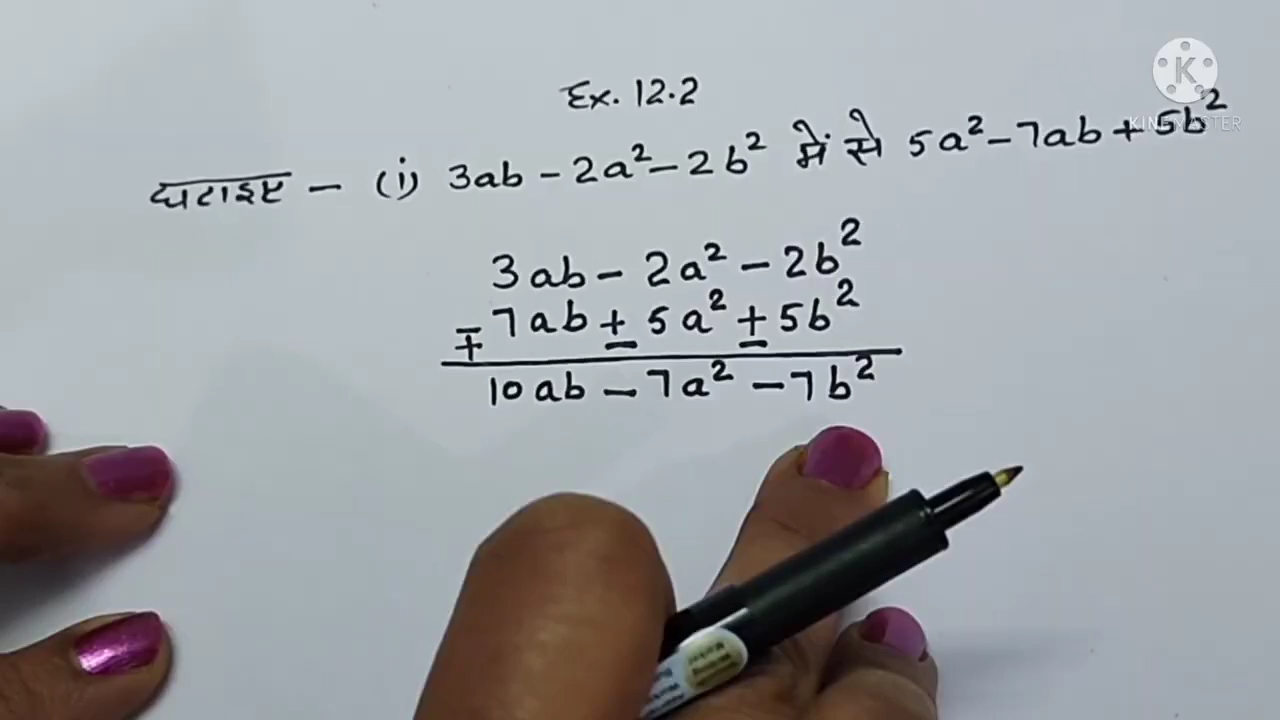 Ex. 12.2
घटाइए - (i) 3ab - 2a² - 2b² में से 5a² - 7ab + 5b²
3ab - 2a² - 2b²
- 7ab + 5a² + 5b²
+ - -
10ab - 7a² - 7b²
K
KINEMASTER